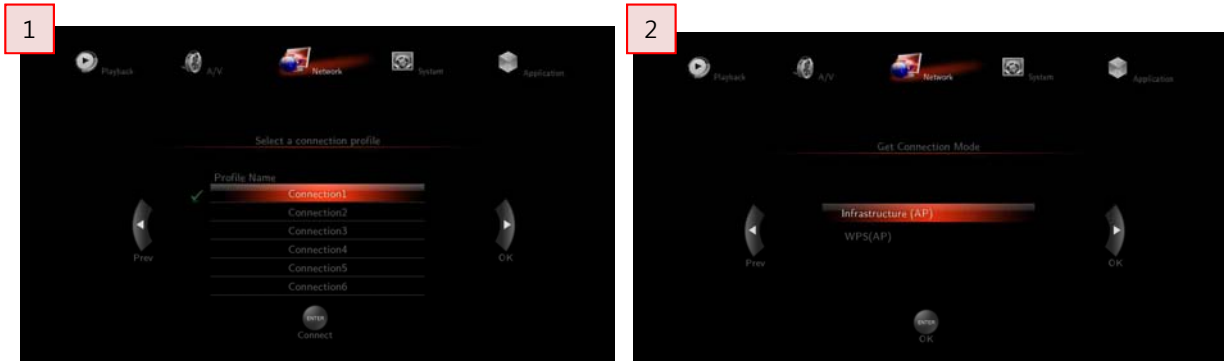 1
Playback
A/V
Network
System
Application
Select a connection profile
Profile Name
Connection1
Connection2
Connection3
Connection4
Connection5
Connection6
Prev
OK
ENTER
Connect
2
Playback
A/V
Network
System
Application
Get Connection Mode
Infrastructure (AP)
WPS(AP)
Prev
OK
ENTER
OK